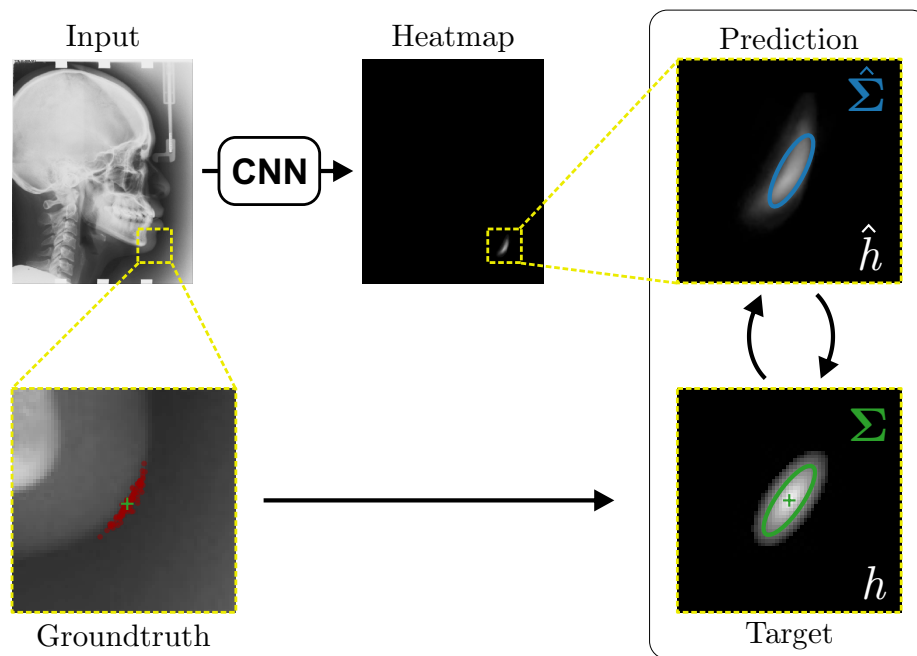 Input
Heatmap
Prediction
CNN
Σ̂
ĥ
Σ
h
Groundtruth
Target